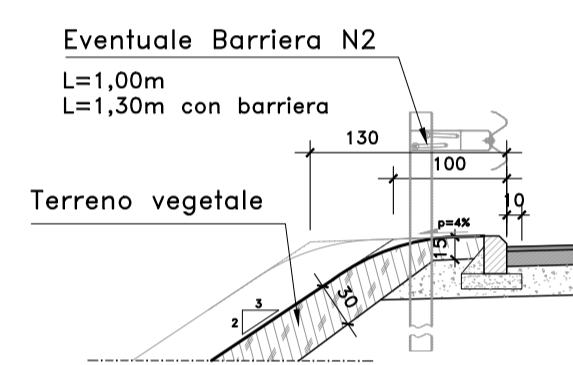 Eventuale Barriera N2
L=1,00m
L=1,30m con barriera
130
100
10
Terreno vegetale
p=4%
15
30
3
2